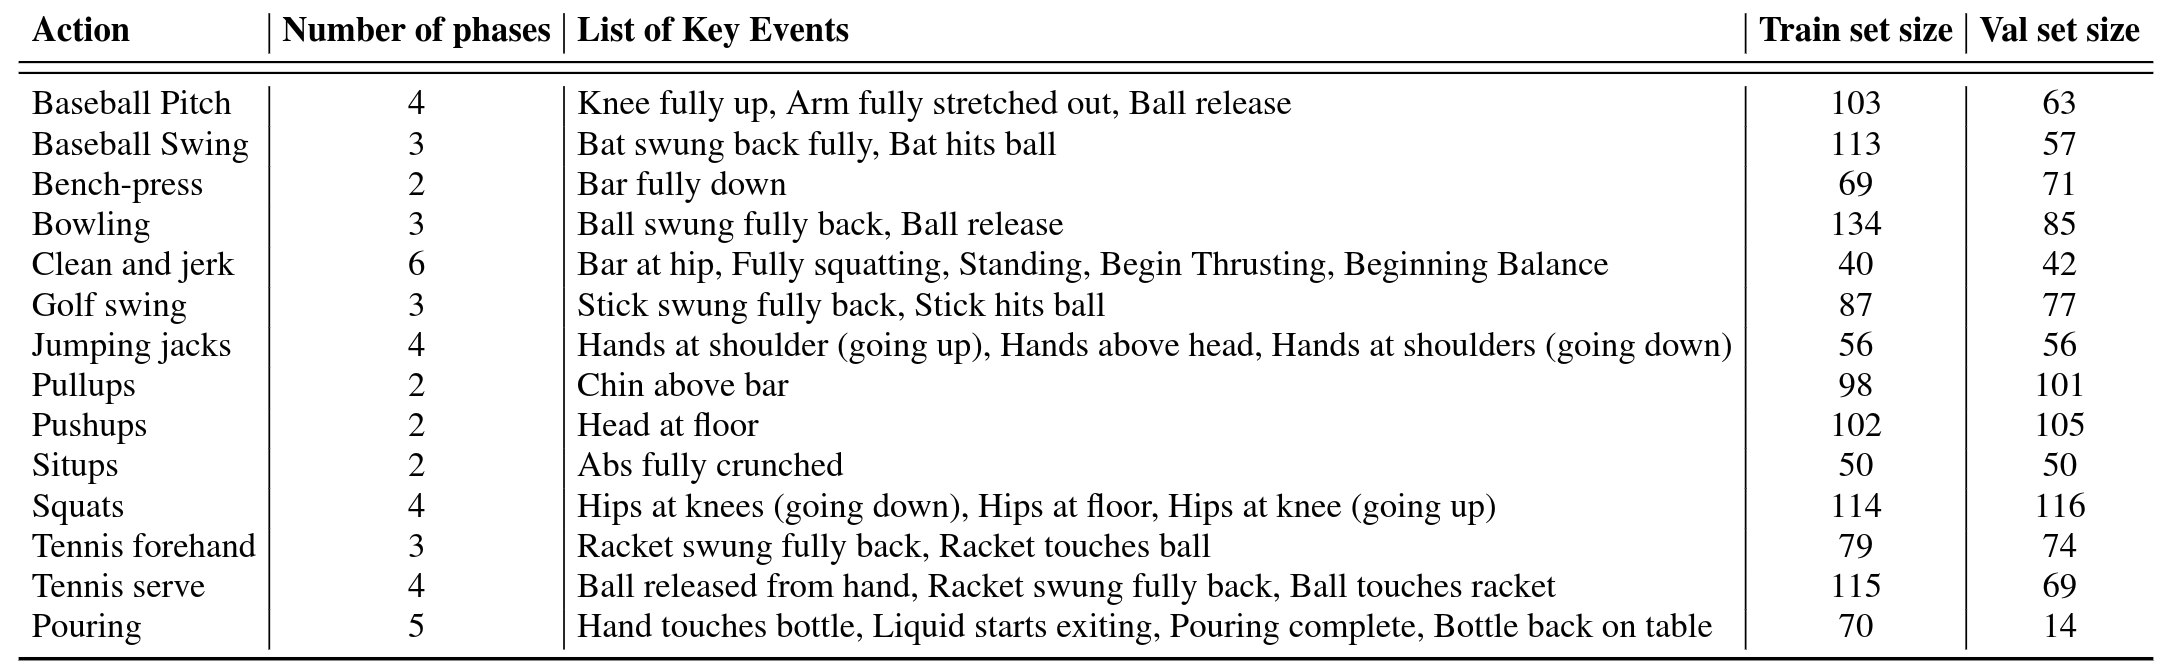 Action Number of phases List of Key Events Train set size Val set size
Baseball Pitch 4 Knee fully up, Arm fully stretched out, Ball release 103 63
Baseball Swing 3 Bat swung back fully, Bat hits ball 113 57
Bench-press 2 Bar fully down 69 71
Bowling 3 Ball swung fully back, Ball release 134 85
Clean and jerk 6 Bar at hip, Fully squatting, Standing, Begin Thrusting, Beginning Balance 40 42
Golf swing 3 Stick swung fully back, Stick hits ball 87 77
Jumping jacks 4 Hands at shoulder (going up), Hands above head, Hands at shoulders (going down) 56 56
Pullups 2 Chin above bar 98 101
Pushups 2 Head at floor 102 105
Situps 2 Abs fully crunched 50 50
Squats 4 Hips at knees (going down), Hips at floor, Hips at knee (going up) 114 116
Tennis forehand 3 Racket swung fully back, Racket touches ball 79 74
Tennis serve 4 Ball released from hand, Racket swung fully back, Ball touches racket 115 69
Pouring 5 Hand touches bottle, Liquid starts exiting, Pouring complete, Bottle back on table 70 14